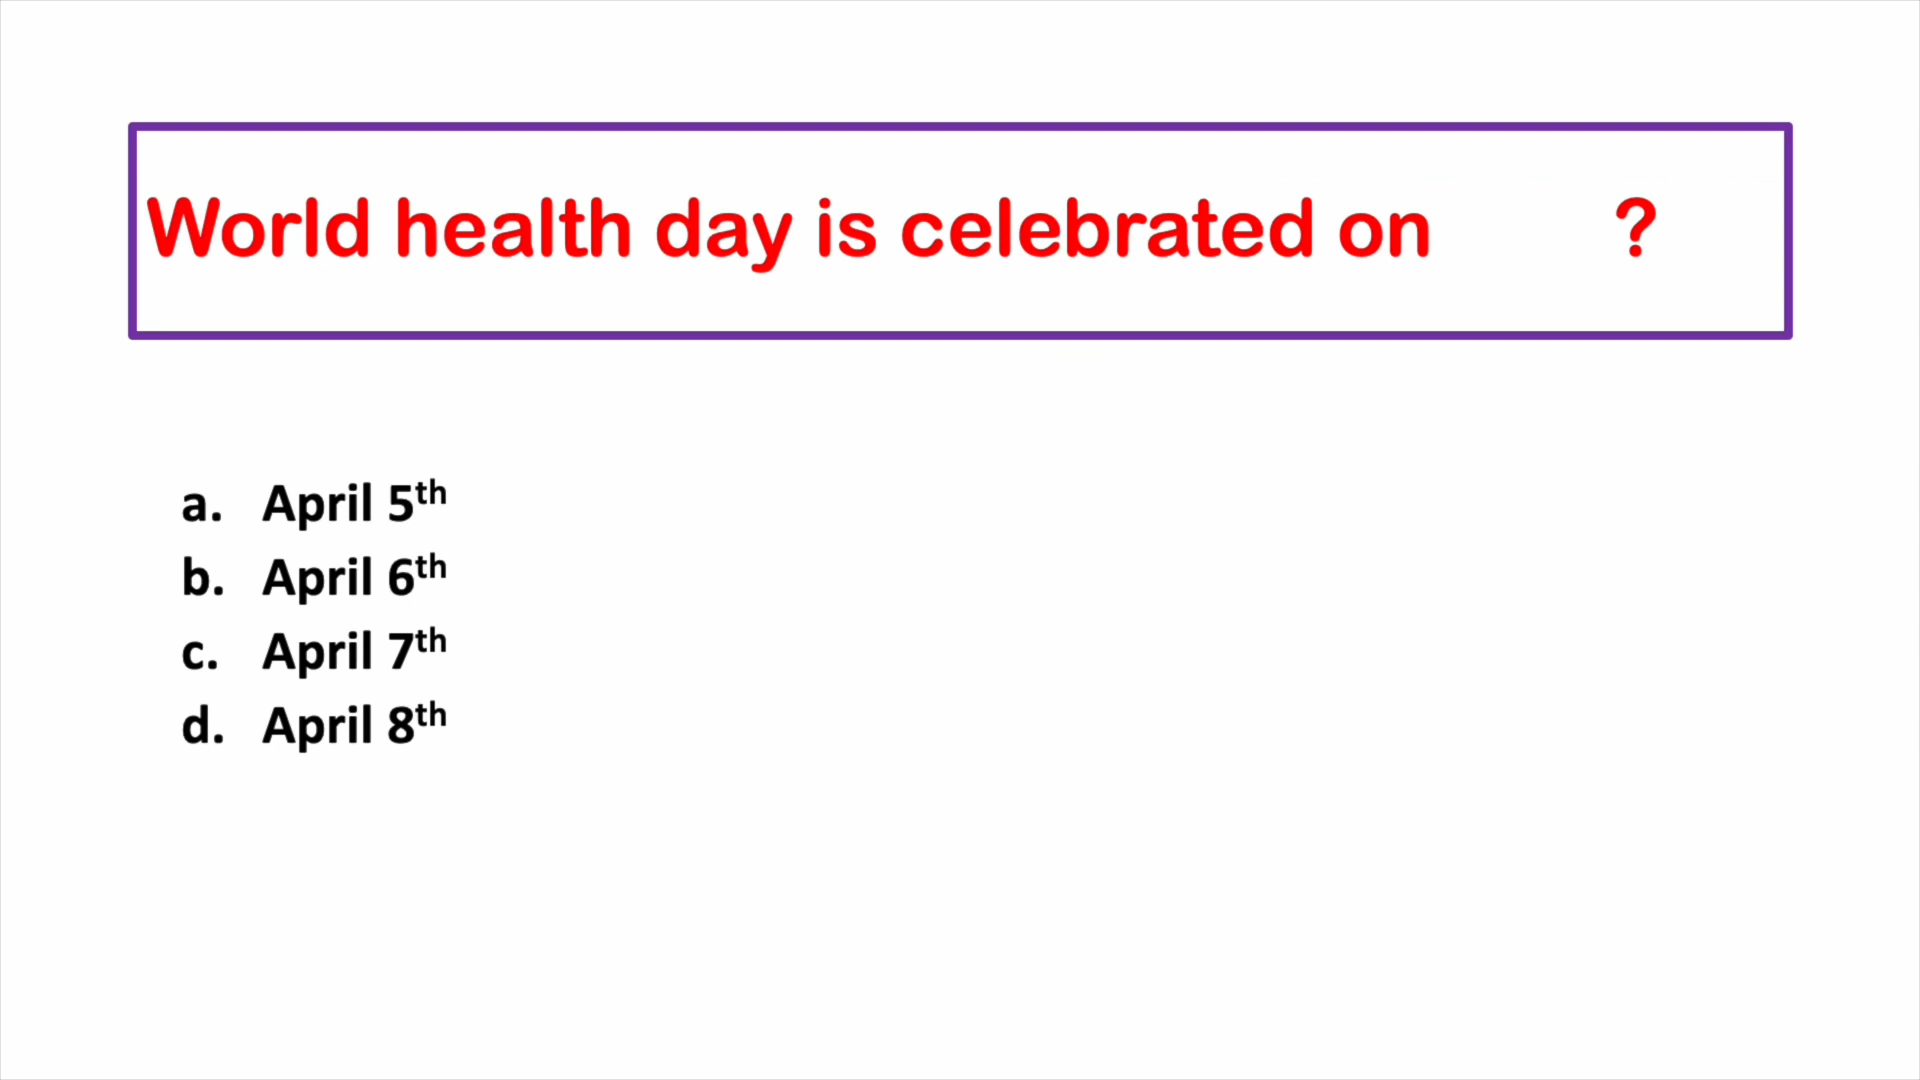 World health day is celebrated on ?
a. April 5th
b. April 6th
c. April 7th
d. April 8th